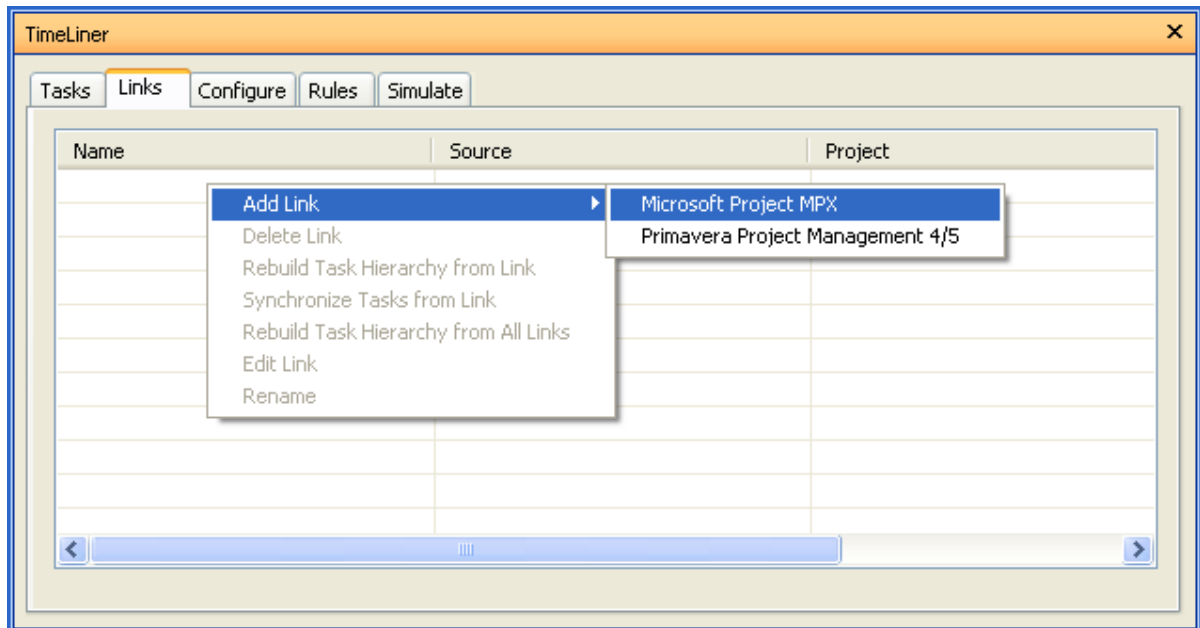 TimeLiner
Tasks Links Configure Rules Simulate
Name Source Project
Add Link Microsoft Project MPX
Delete Link Primavera Project Management 4/5
Rebuild Task Hierarchy from Link
Synchronize Tasks from Link
Rebuild Task Hierarchy from All Links
Edit Link
Rename